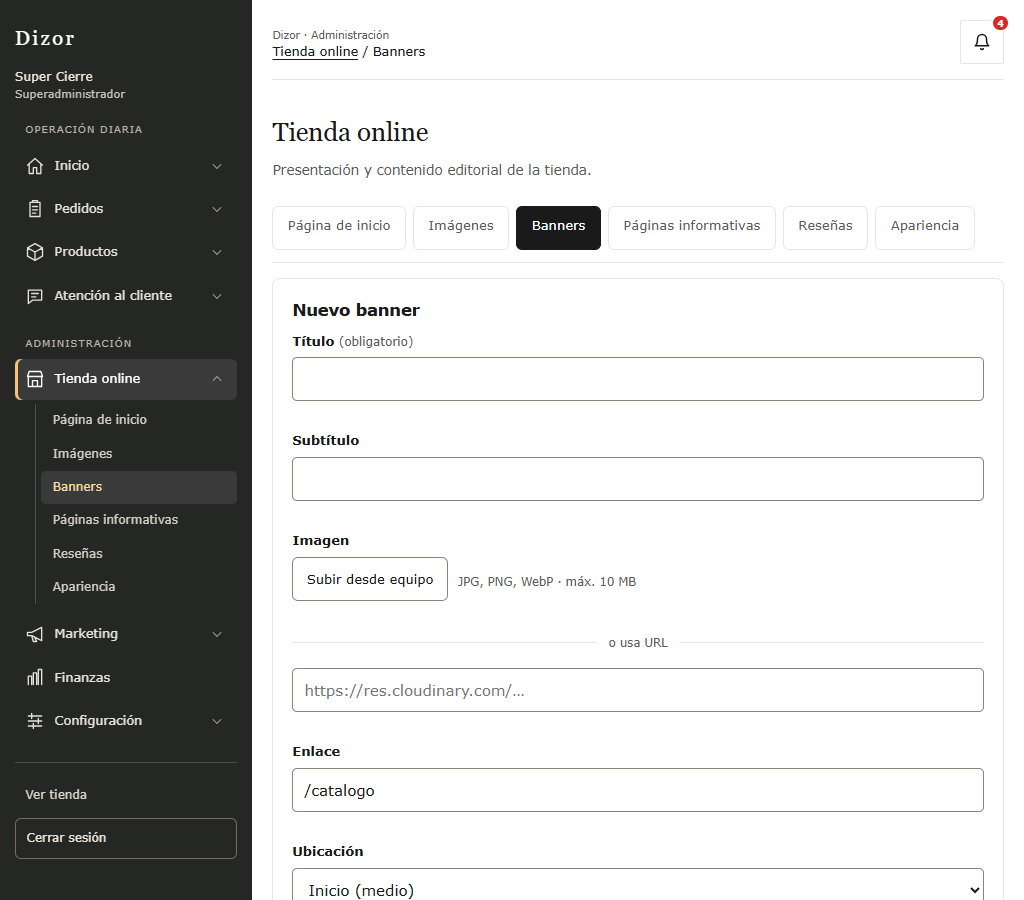 Dizor
Super Cierre
Superadministrador
OPERACIÓN DIARIA
Inicio
Pedidos
Productos
Atención al cliente
ADMINISTRACIÓN
Tienda online
Página de inicio
Imágenes
Banners
Páginas informativas
Reseñas
Apariencia
Marketing
Finanzas
Configuración
Ver tienda
Cerrar sesión
Dizor · Administración
Tienda online / Banners
4
Tienda online
Presentación y contenido editorial de la tienda.
Página de inicio Imágenes Banners Páginas informativas Reseñas Apariencia
Nuevo banner
Título (obligatorio)
Subtítulo
Imagen
Subir desde equipo JPG, PNG, WebP · máx. 10 MB
o usa URL
https://res.cloudinary.com/...
Enlace
/catalogo
Ubicación
Inicio (medio)